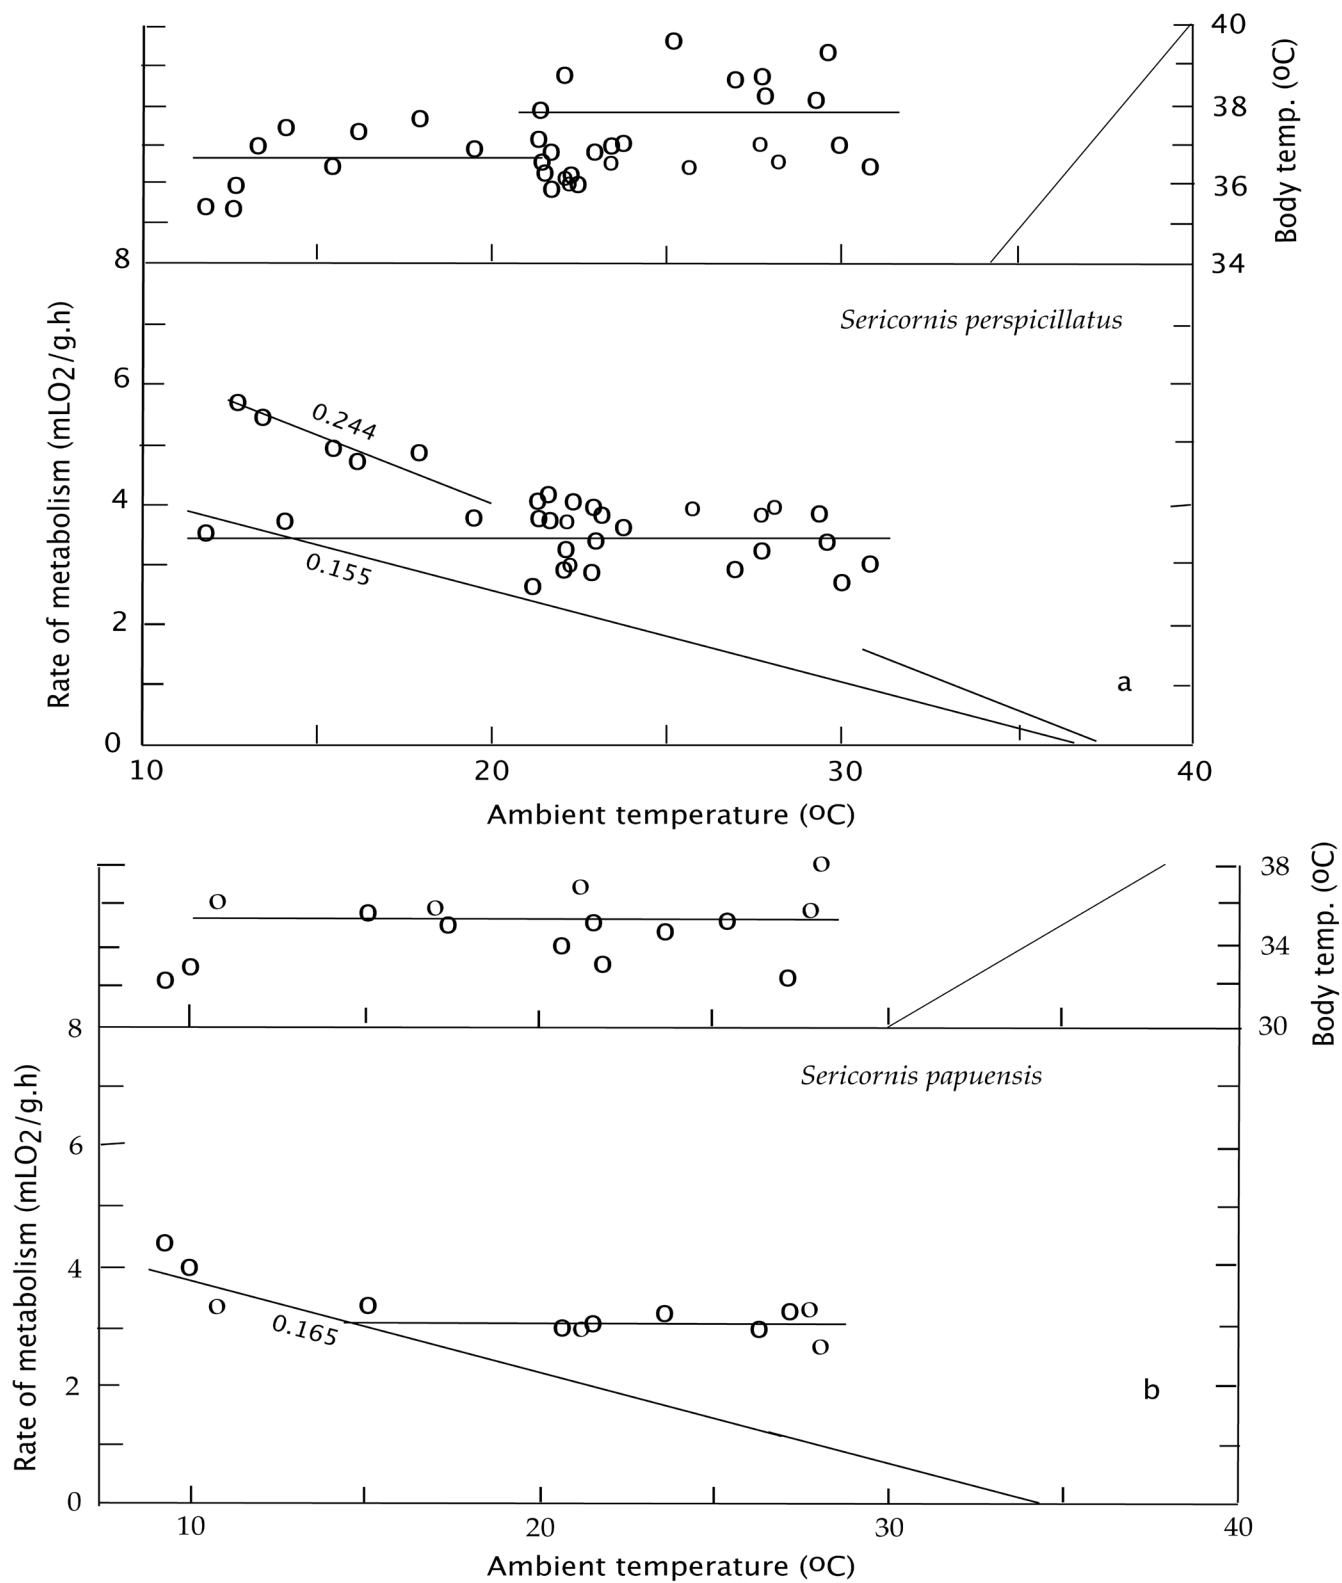 40
38
36
34
Body temp. (oC)
8
6
4
2
0
Rate of metabolism (mLO2/g.h)
Sericornis perspicillatus
0.244
0.155
a
10 20 30 40
Ambient temperature (oC)
38
34
30
Body temp. (oC)
8
6
4
2
0
Rate of metabolism (mLO2/g.h)
Sericornis papuensis
0.165
b
10 20 30 40
Ambient temperature (oC)